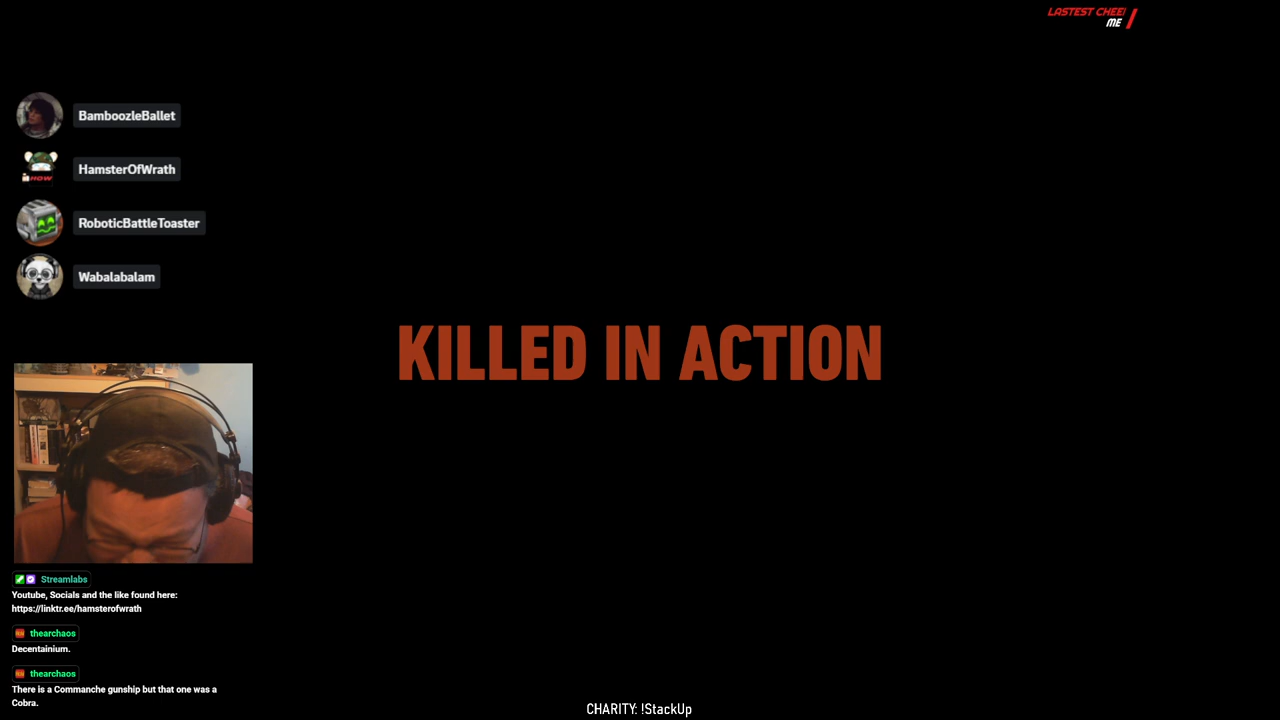 LASTEST CHEE
ME
BamboozleBallet
HamsterOfWrath
HOW
RoboticBattleToaster
Wabalabalam
KILLED IN ACTION
Streamlabs
Youtube, Socials and the like found here:
https://linktr.ee/hamsterofwrath
thearchaos
Decentainium.
thearchaos
There is a Commanche gunship but that one was a
Cobra.
CHARITY: !StackUp